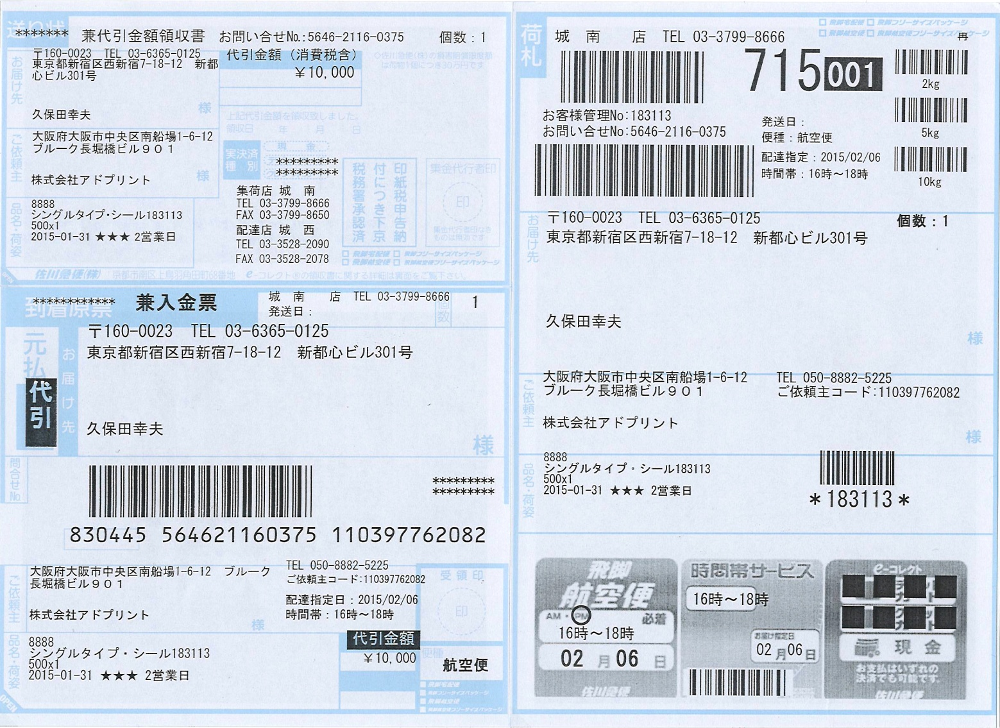 送り状
******* 兼代引金額領収書 お問い合せNo.:5646-2116-0375 個数:1
お届け先
〒160-0023 TEL 03-6365-0125
東京都新宿区西新宿7-18-12 新都
心ビル301号
久保田幸夫
様
代引金額(消費税含)
¥10,000
◇佐川急便(株)の損害賠償限度額
は荷物1個につき30万円です
上記代引金額を領収致しました。
領収日 年 月 日
ご依頼主
大阪府大阪市中央区南船場1-6-12
ブルーク長堀橋ビル901
株式会社アドプリント
様
実決済種別
現 金
*********
*********
集荷店 城 南
TEL 03-3799-8666
FAX 03-3799-8650
配達店 城 西
TEL 03-3528-2090
FAX 03-3528-2078
印紙税申告納
付につき下京
税務署承認済
集金代行者印
印
集金代行者印なき
ものは無効です
品名・荷姿
8888
シングルタイプ・シール183113
500x1
2015-01-31 ★★★ 2営業日
□ 飛脚宅配便 □ 飛脚フリーサイズパッケージ
□ 飛脚航空便 □ 飛脚航空便フリーサイズパッケージ
OPEN
佐川急便(株) 京都市南区上鳥羽角田町68番地 e-コレクト®の領収書に関する詳細は裏面をご覧下さい。
到着原票
************ 兼入金票
城 南 店 TEL 03-3799-8666
発送日:
個数
1
元払
代引
お届け先
〒160-0023 TEL 03-6365-0125
東京都新宿区西新宿7-18-12 新都心ビル301号
久保田幸夫
様
問合せNo.
*********
*********
830445 564621160375 110397762082
ご依頼主
大阪府大阪市中央区南船場1-6-12 ブルーク
長堀橋ビル901
株式会社アドプリント
様
TEL 050-8882-5225
ご依頼主コード:110397762082
配達指定日:2015/02/06
時間帯:16時~18時
受領印
印
代引金額
¥10,000
便種
航空便
品名・荷姿
8888
シングルタイプ・シール183113
500x1
2015-01-31 ★★★ 2営業日
飛脚宅配便
飛脚フリーサイズパッケージ
飛脚航空便
飛脚航空便フリーサイズパッケージ
OPEN
荷札
城 南 店 TEL 03-3799-8666
□ 飛脚宅配便 □ 飛脚フリーサイズパッケージ
□ 飛脚航空便 □ 飛脚航空便フリーサイズパッケージ
再
715 001
2kg
5kg
10kg
お客様管理No:183113
お問い合せNo:5646-2116-0375
発送日:
便種:航空便
配達指定:2015/02/06
時間帯:16時~18時
お届け先
〒160-0023 TEL 03-6365-0125
個数:1
東京都新宿区西新宿7-18-12 新都心ビル301号
久保田幸夫
様
ご依頼主
大阪府大阪市中央区南船場1-6-12 TEL 050-8882-5225
ブルーク長堀橋ビル901 ご依頼主コード:110397762082
株式会社アドプリント
様
品名・荷姿
8888
シングルタイプ・シール183113
500x1
2015-01-31 ★★★ 2営業日
*183113*
飛脚
航空便
AM・PM 必着
16時~18時
02月06日
佐川急便
時間帯サービス
16時~18時
お届け指定日
02月06日
e-コレクト
現 金
お支払はいずれの
決済でも可能です。
佐川急便